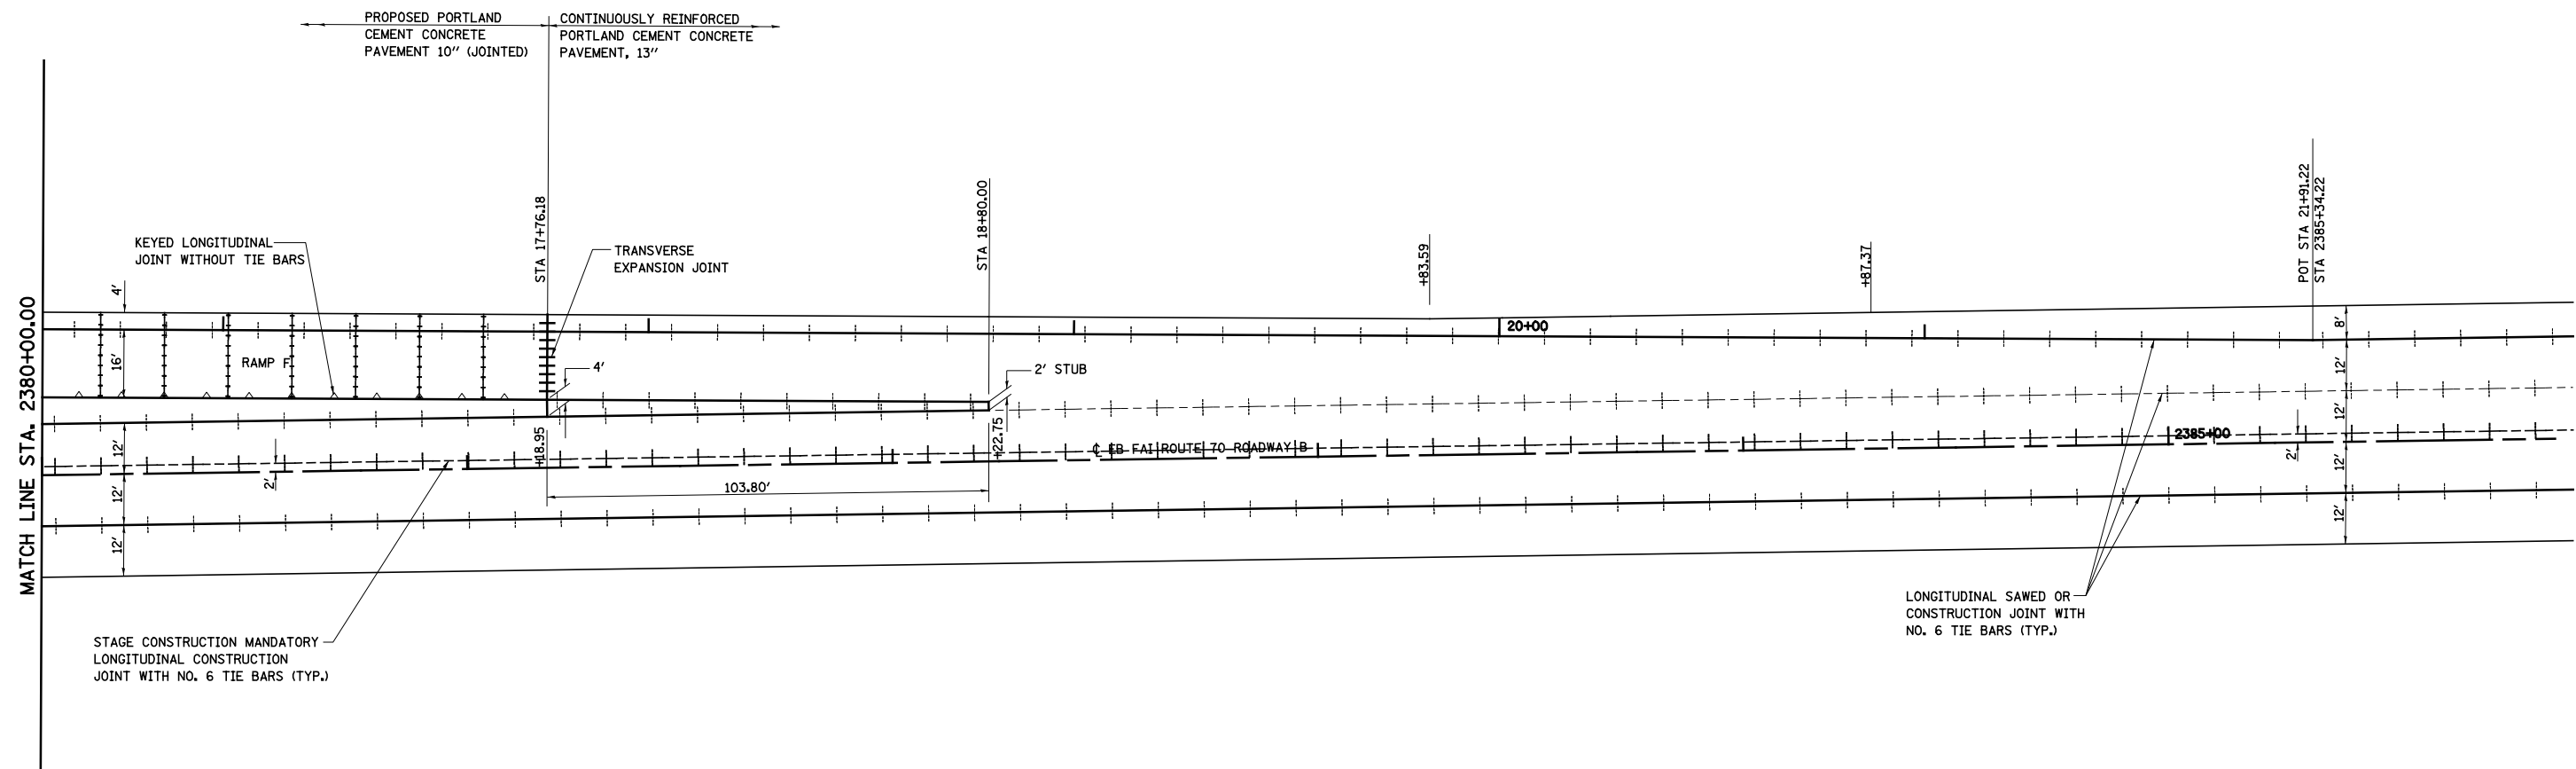 PROPOSED PORTLAND
CEMENT CONCRETE
PAVEMENT 10" (JOINTED)
CONTINUOUSLY REINFORCED
PORTLAND CEMENT CONCRETE
PAVEMENT, 13"
MATCH LINE STA. 2380+00.00
KEYED LONGITUDINAL
JOINT WITHOUT TIE BARS
STA 17+76.18
TRANSVERSE
EXPANSION JOINT
STA 18+80.00
+83.59
+87.37
POT STA 21+91.22
STA 2385+34.22
4'
16'
RAMP F
4'
2' STUB
20+00
8'
12'
12'
12'
12'
12'
12'
12'
2'
+18.95
+22.75
103.80'
℄ EB FAI ROUTE 70 ROADWAY B
2385+00
2'
STAGE CONSTRUCTION MANDATORY
LONGITUDINAL CONSTRUCTION
JOINT WITH NO. 6 TIE BARS (TYP.)
LONGITUDINAL SAWED OR
CONSTRUCTION JOINT WITH
NO. 6 TIE BARS (TYP.)